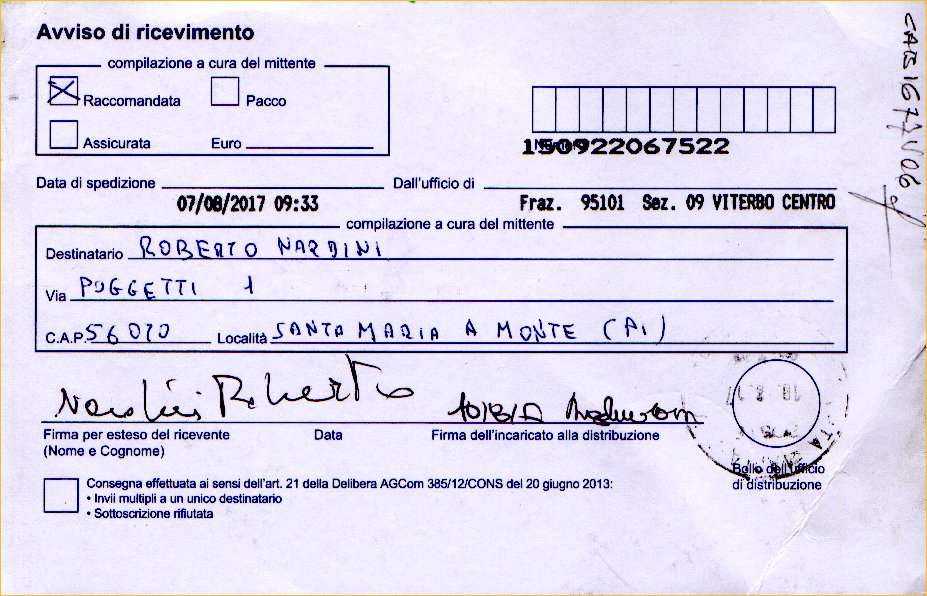 Avviso di ricevimento
compilazione a cura del mittente
Raccomandata Pacco
Assicurata Euro
150922067522
Data di spedizione Dall'ufficio di
07/08/2017 09:33 Fraz. 95101 Sez. 09 VITERBO CENTRO
compilazione a cura del mittente
Destinatario ROBERTO NARDINI
Via POGGETTI 1
C.A.P. 56020 Località SANTA MARIA A MONTE (PI)
Nardini Roberto
Firma per esteso del ricevente Data Firma dell'incaricato alla distribuzione
(Nome e Cognome)
Bollo dell'ufficio
di distribuzione
Consegna effettuata ai sensi dell'art. 21 della Delibera AGCom 385/12/CONS del 20 giugno 2013:
• Invii multipli a un unico destinatario
• Sottoscrizione rifiutata